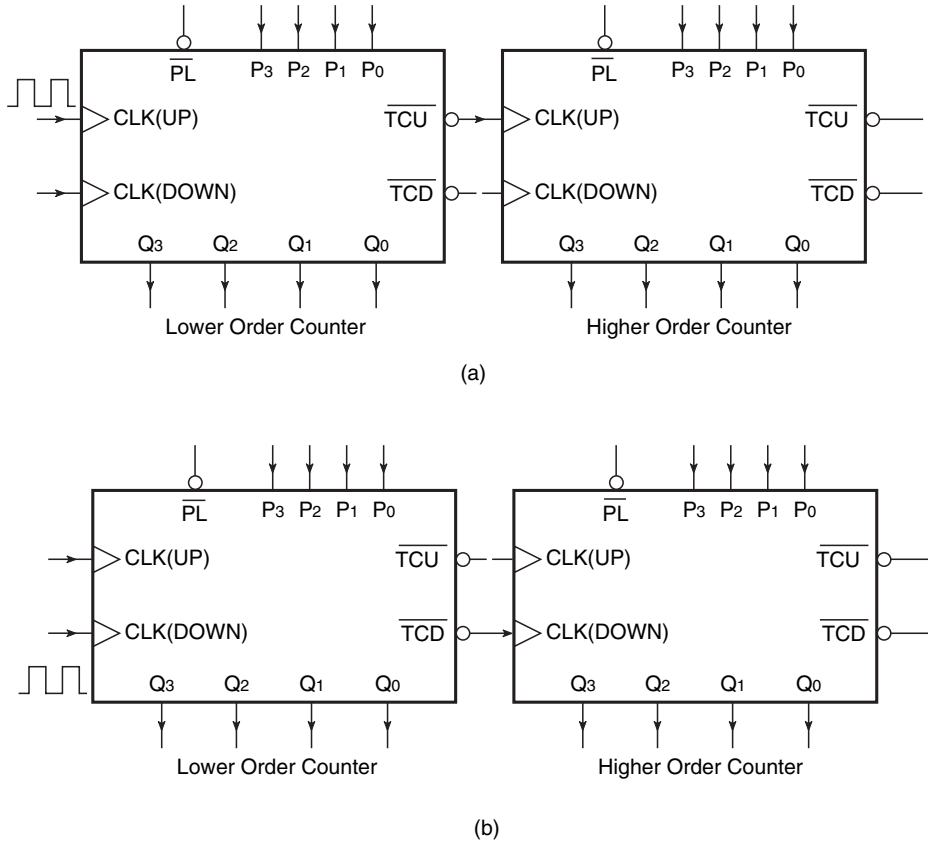 PL P3 P2 P1 P0 PL P3 P2 P1 P0
CLK(UP) TCU CLK(UP) TCU
CLK(DOWN) TCD CLK(DOWN) TCD
Q3 Q2 Q1 Q0 Q3 Q2 Q1 Q0
Lower Order Counter Higher Order Counter
(a)
PL P3 P2 P1 P0 PL P3 P2 P1 P0
CLK(UP) TCU CLK(UP) TCU
CLK(DOWN) TCD CLK(DOWN) TCD
Q3 Q2 Q1 Q0 Q3 Q2 Q1 Q0
Lower Order Counter Higher Order Counter
(b)